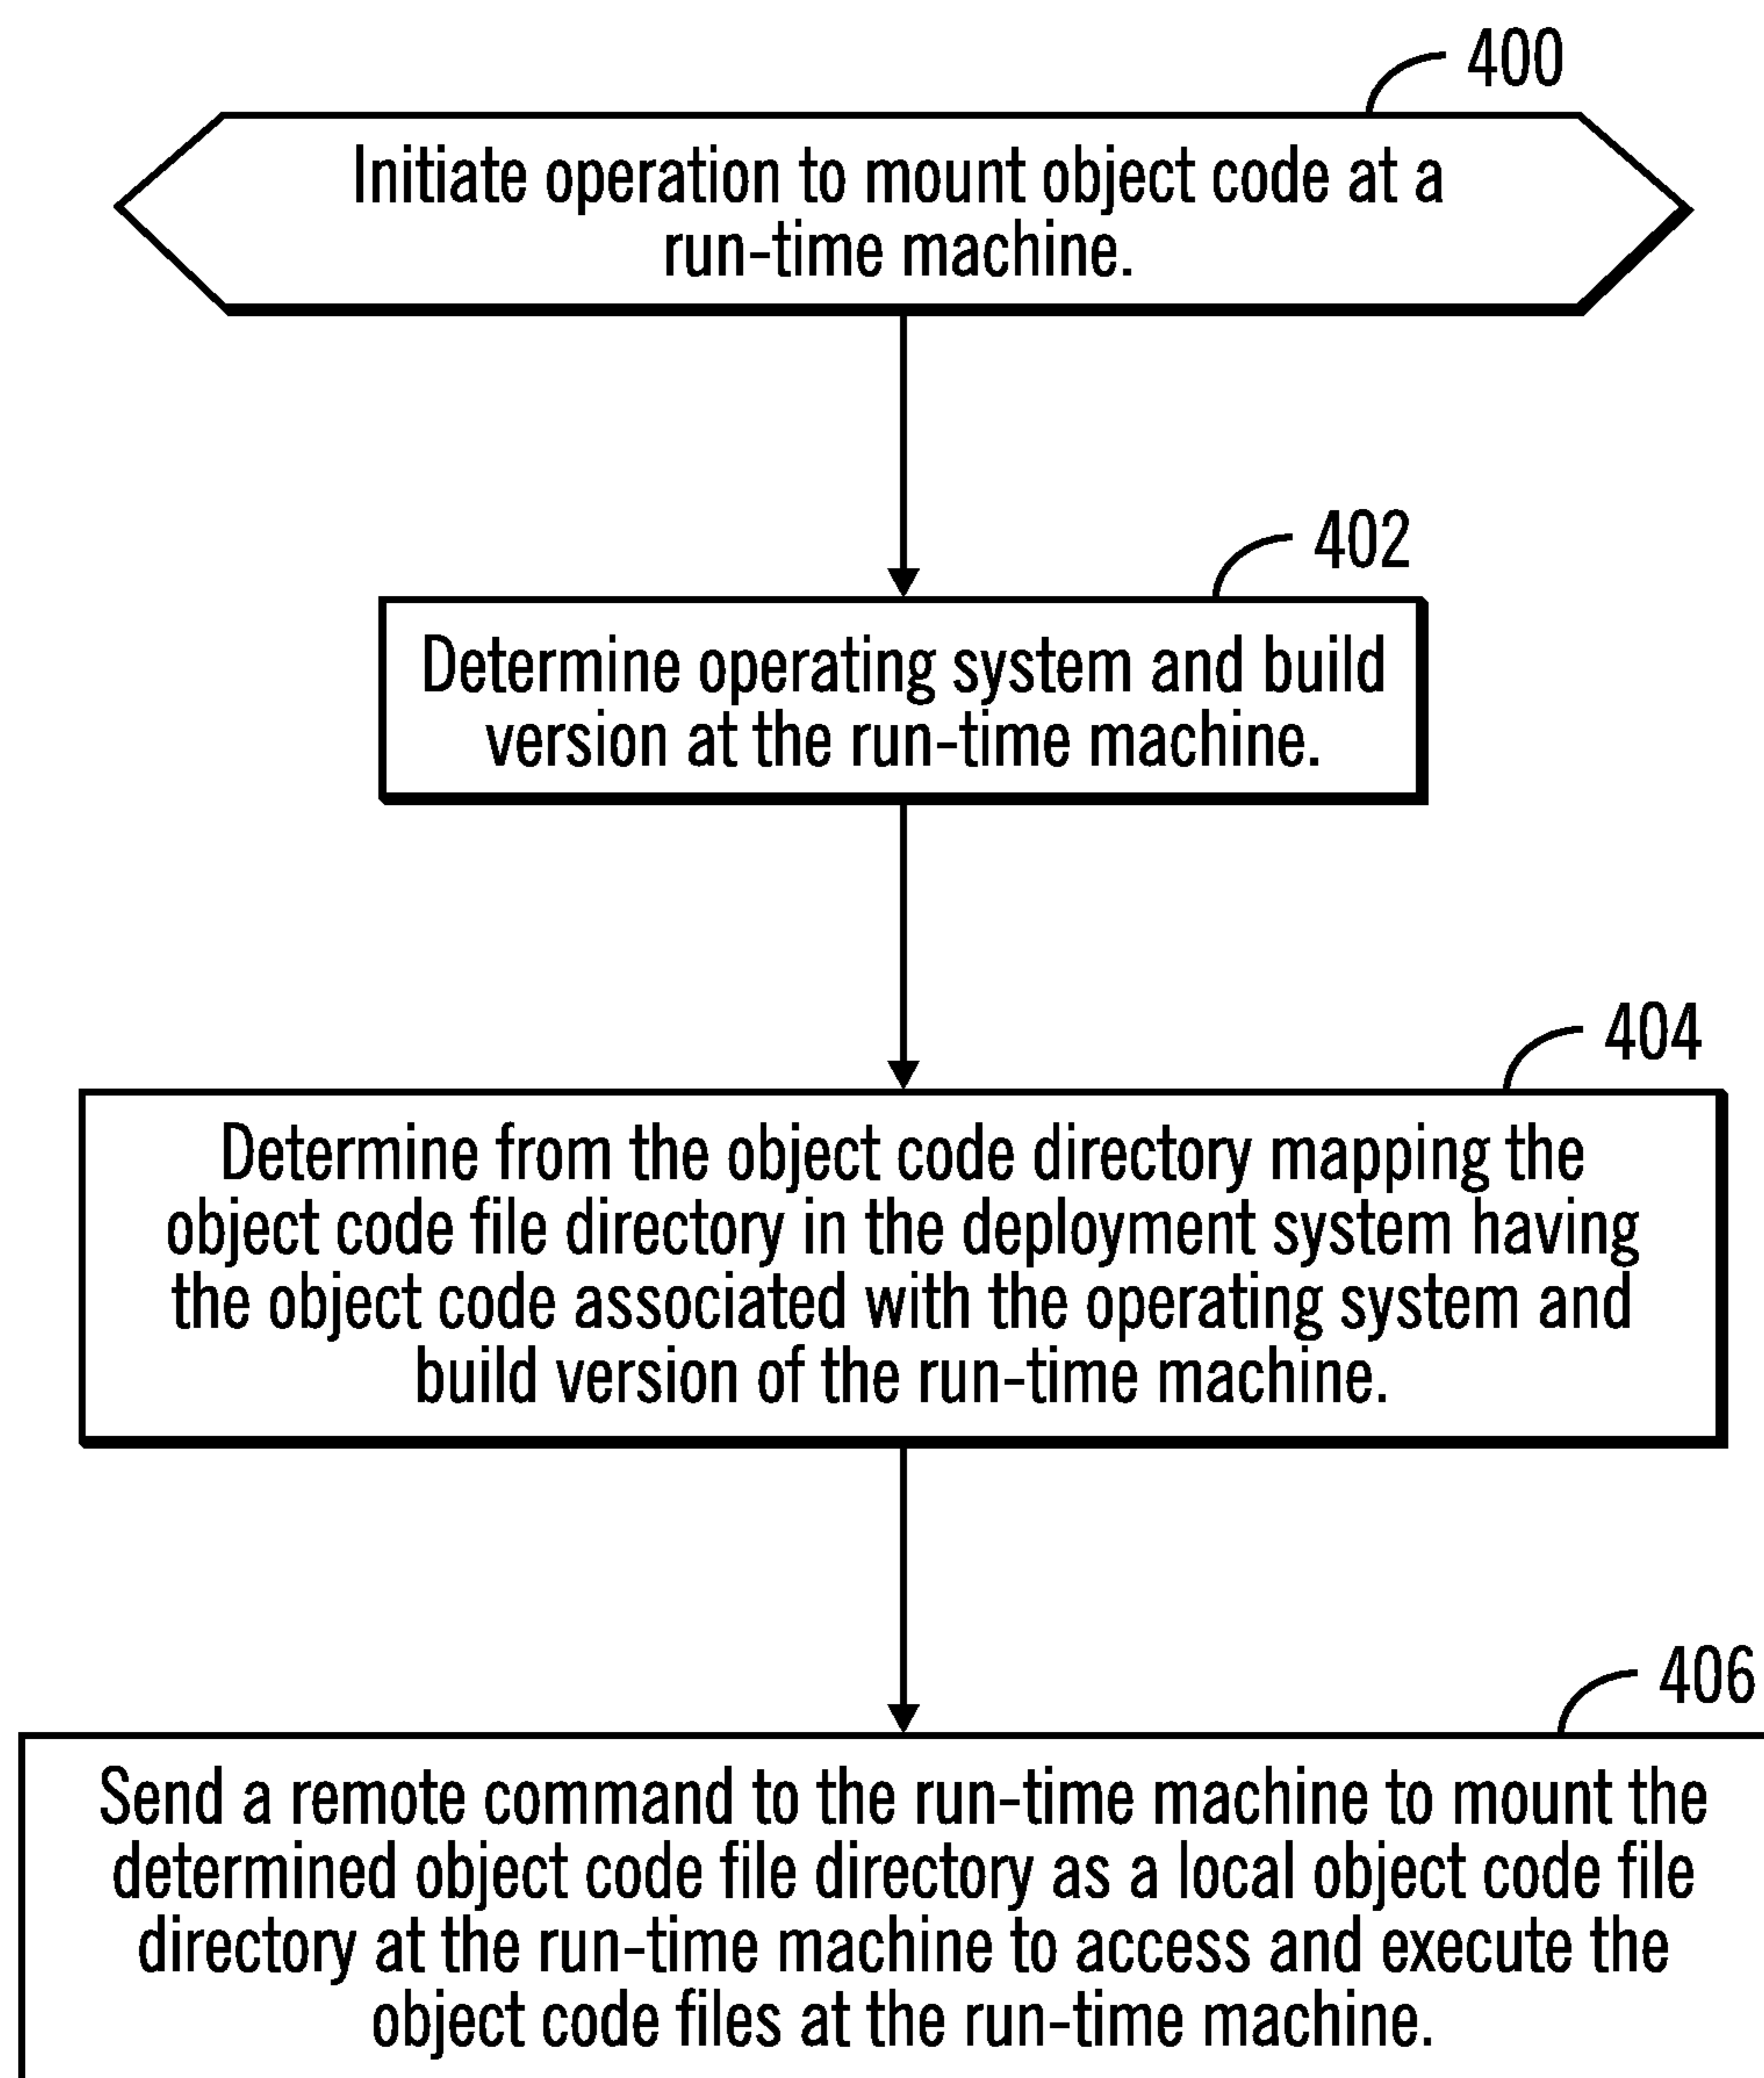 400
Initiate operation to mount object code at a
run-time machine.
402
Determine operating system and build
version at the run-time machine.
404
Determine from the object code directory mapping the
object code file directory in the deployment system having
the object code associated with the operating system and
build version of the run-time machine.
406
Send a remote command to the run-time machine to mount the
determined object code file directory as a local object code file
directory at the run-time machine to access and execute the
object code files at the run-time machine.